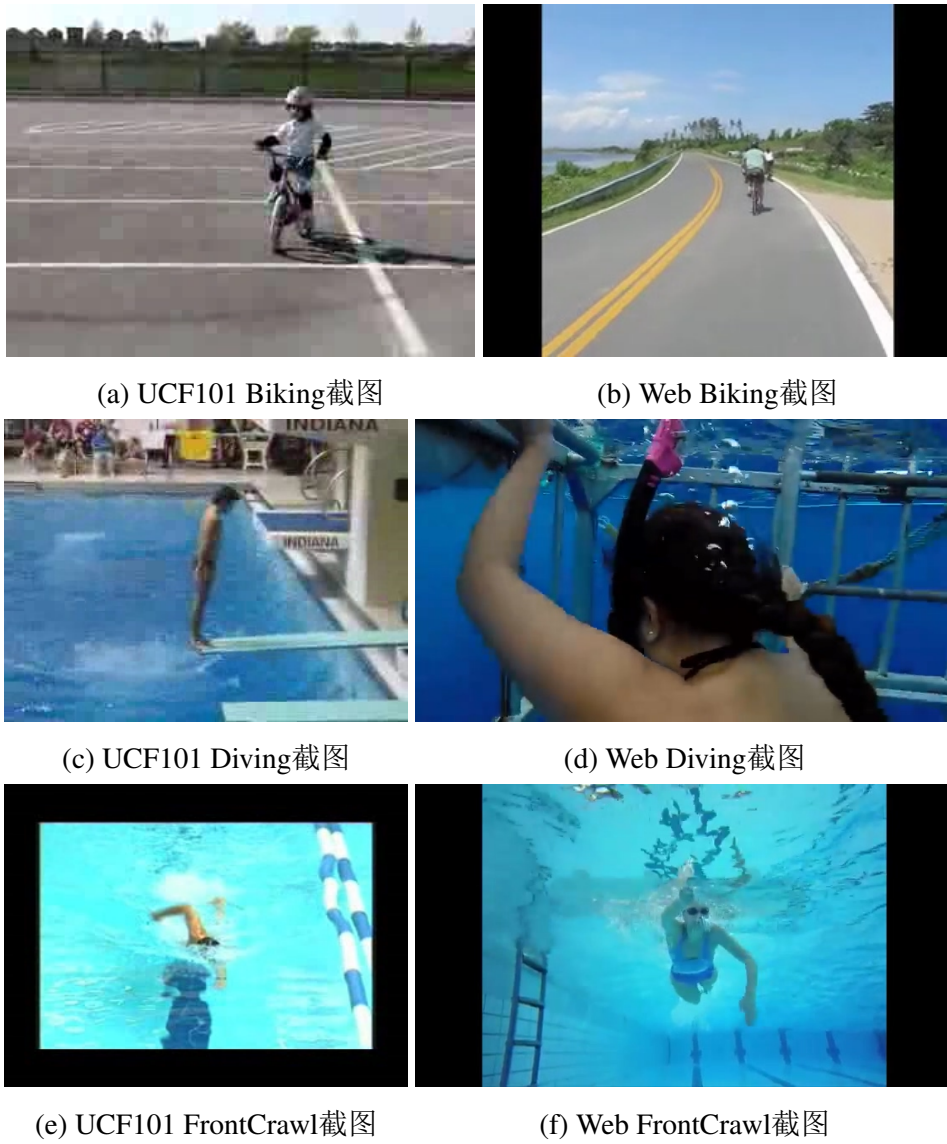 (a) UCF101 Biking截图
(b) Web Biking截图
INDIANA
INDIANA
(c) UCF101 Diving截图
(d) Web Diving截图
(e) UCF101 FrontCrawl截图
(f) Web FrontCrawl截图